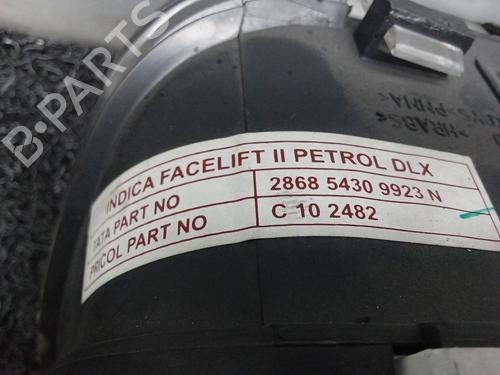 B-PARTS
INDICA FACELIFT II PETROL DLX
TATA PART NO 2868 5430 9923 N
PRICOL PART NO C 10 2482